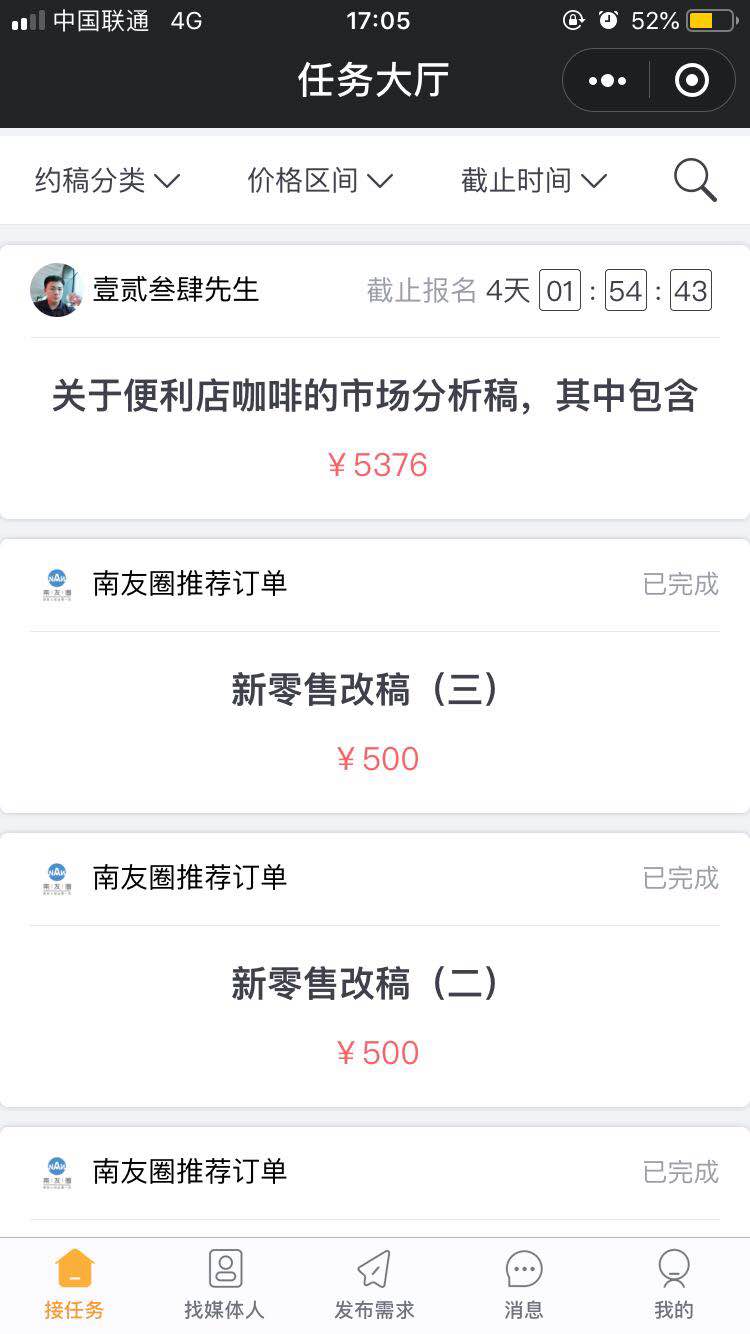 中国联通 4G 17:05 52%
任务大厅
约稿分类 价格区间 截止时间
壹贰叁肆先生 截止报名 4天 01 : 54 : 43
关于便利店咖啡的市场分析稿，其中包含
￥5376
南友圈推荐订单 已完成
新零售改稿（三）
￥500
南友圈推荐订单 已完成
新零售改稿（二）
￥500
南友圈推荐订单 已完成
接任务 找媒体人 发布需求 消息 我的